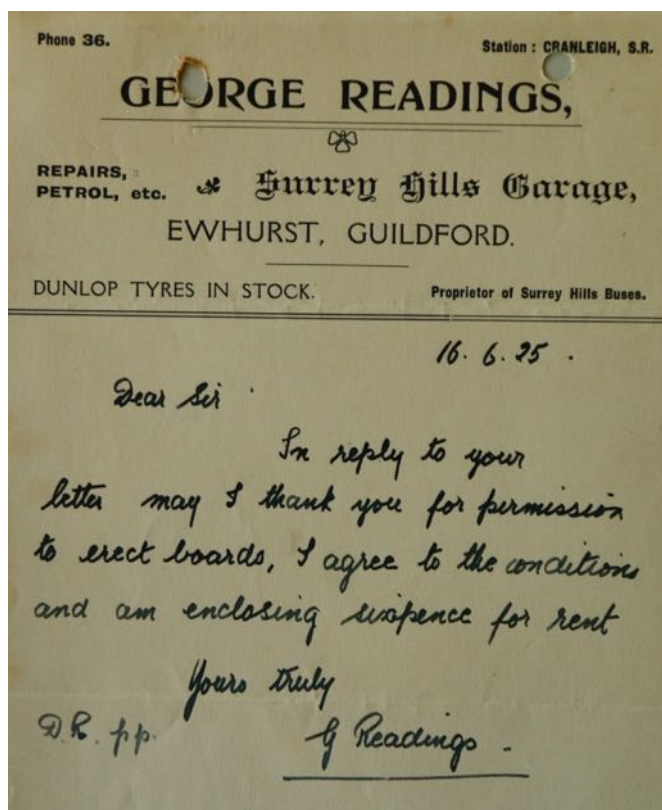 Phone 36.
Station : CRANLEIGH, S.R.
GEORGE READINGS,
REPAIRS,
PETROL, etc.
Surrey Hills Garage,
EWHURST, GUILDFORD.
DUNLOP TYRES IN STOCK.
Proprietor of Surrey Hills Buses.
16. 6. 25.
Dear Sir
In reply to your
letter may I thank you for permission
to erect boards, I agree to the conditions
and am enclosing sixpence for rent
Yours truly
D.R. pp. G Readings.